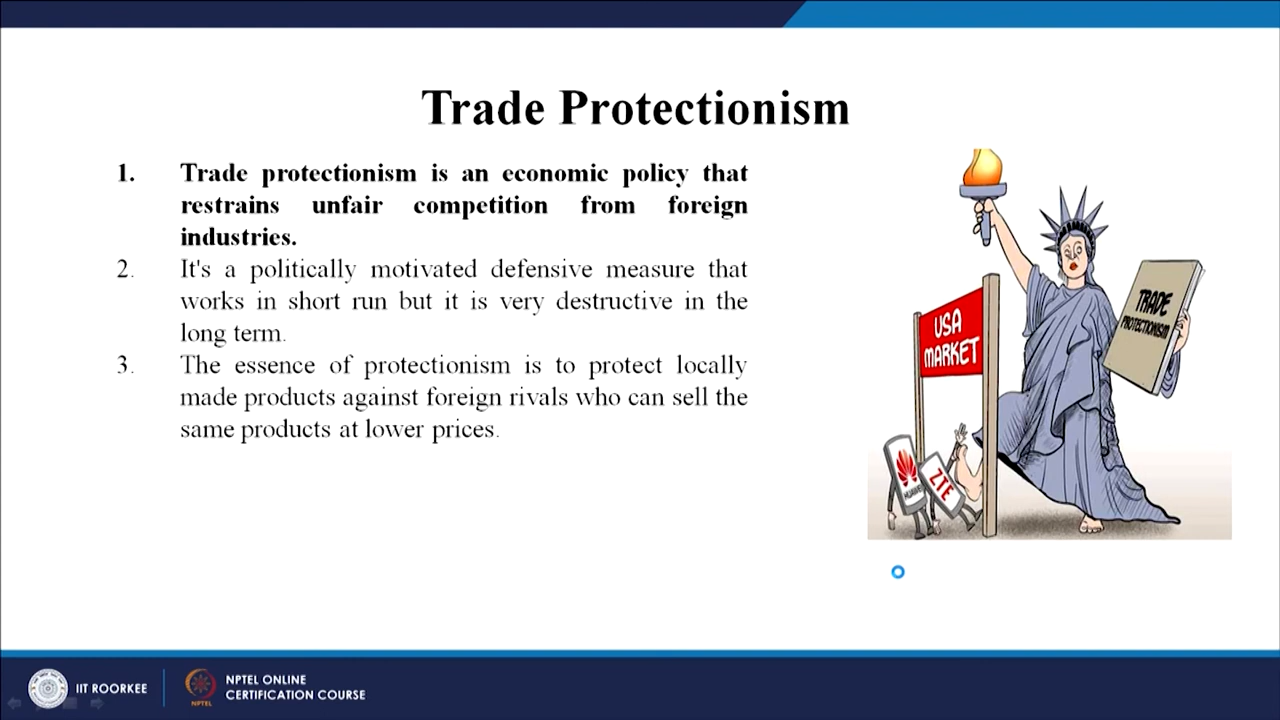 Trade Protectionism
1. Trade protectionism is an economic policy that
restrains unfair competition from foreign
industries.
2. It's a politically motivated defensive measure that
works in short run but it is very destructive in the
long term.
3. The essence of protectionism is to protect locally
made products against foreign rivals who can sell the
same products at lower prices.
TRADE
PROTECTIONISM
USA
MARKET
HUAWEI
ZTE
IIT ROORKEE
NPTEL
NPTEL ONLINE
CERTIFICATION COURSE